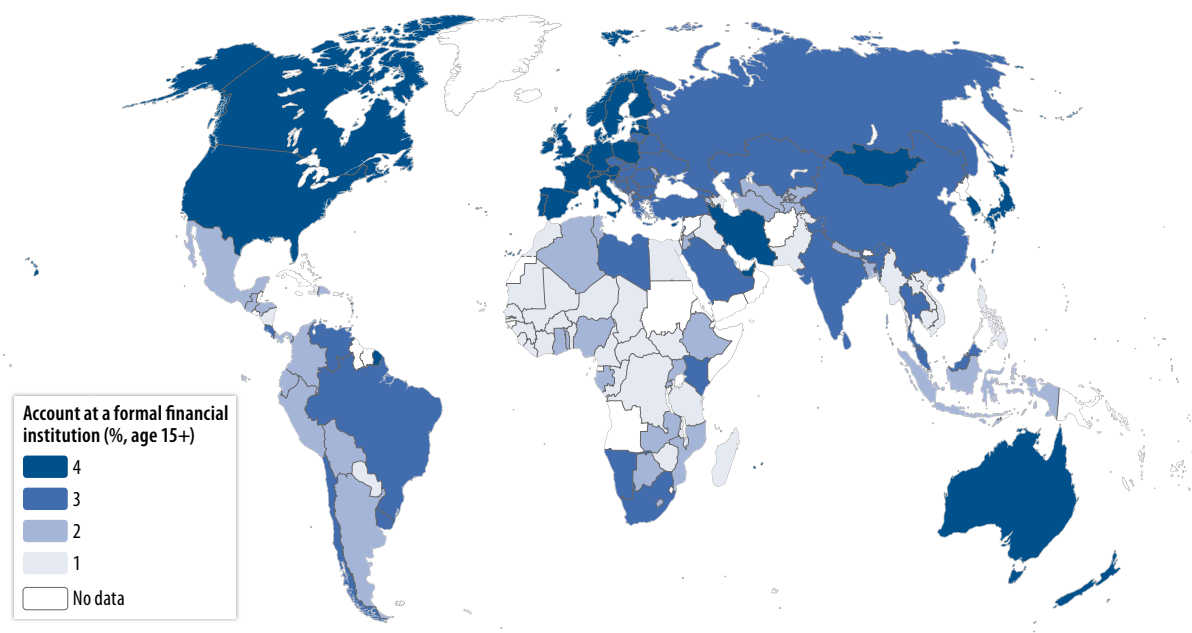 Account at a formal financial
institution (%, age 15+)
4
3
2
1
No data